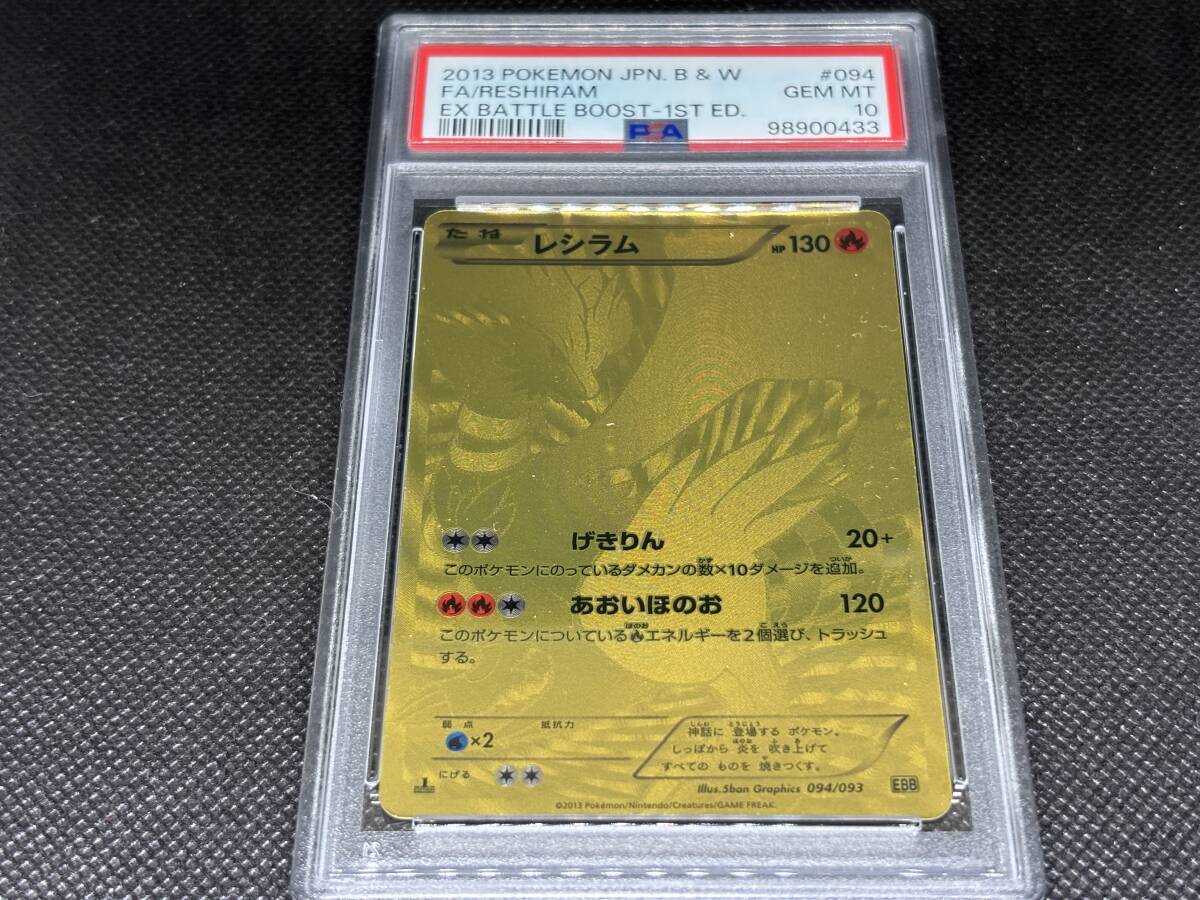 2013 POKEMON JPN. B & W #094
FA/RESHIRAM GEM MT
EX BATTLE BOOST-1ST ED. 10
PSA 98900433
たね レシラム HP130
げきりん 20+
このポケモンにのっているダメカンの数×10ダメージを追加。
あおいほのお 120
このポケモンについているエネルギーを2個選び、トラッシュ
する。
弱点 抵抗力
×2
にげる
神話に 登場する ポケモン。
しっぽから 炎を 吹き上げて
すべての ものを 焼きつくす。
1
Illus.5ban Graphics 094/093 EBB
©2013 Pokémon/Nintendo/Creatures/GAME FREAK.